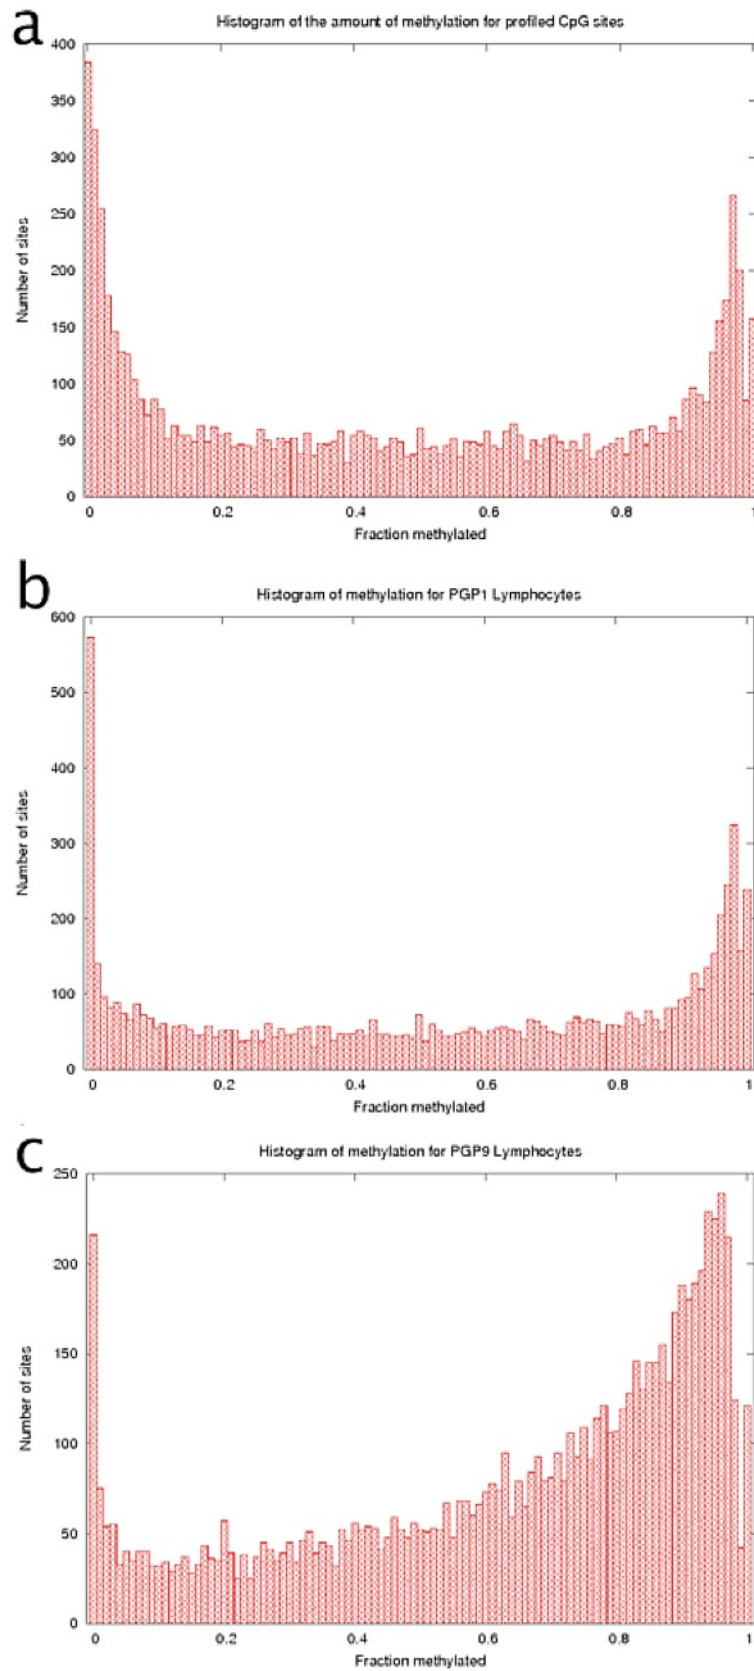 a
Histogram of the amount of methylation for profiled CpG sites
400
350
300
250
200
150
100
50
0
Number of sites
0 0.2 0.4 0.6 0.8 1
Fraction methylated
b
Histogram of methylation for PGP1 Lymphocytes
600
500
400
300
200
100
0
Number of sites
0 0.2 0.4 0.6 0.8 1
Fraction methylated
c
Histogram of methylation for PGP9 Lymphocytes
250
200
150
100
50
0
Number of sites
0 0.2 0.4 0.6 0.8 1
Fraction methylated